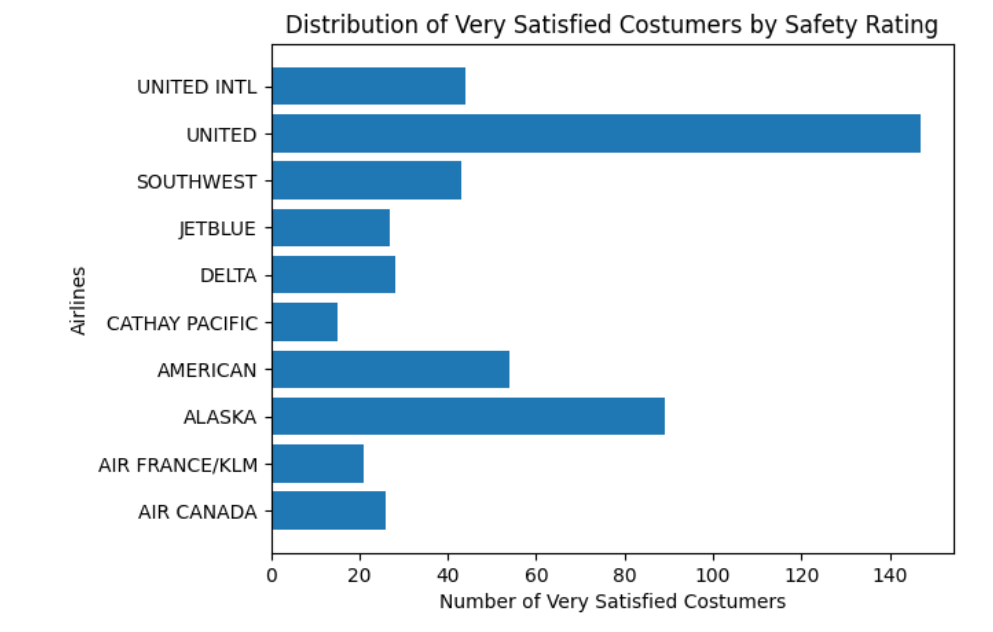 Distribution of Very Satisfied Costumers by Safety Rating
UNITED INTL
UNITED
SOUTHWEST
JETBLUE
DELTA
CATHAY PACIFIC
AMERICAN
ALASKA
AIR FRANCE/KLM
AIR CANADA
Airlines
0 20 40 60 80 100 120 140
Number of Very Satisfied Costumers